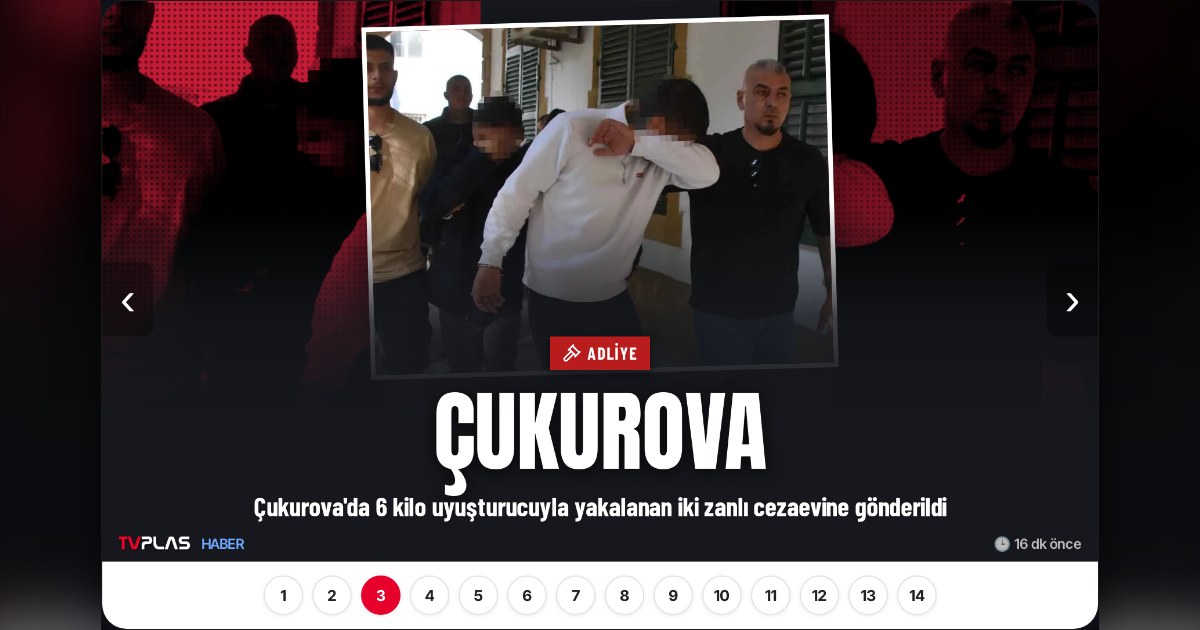 ADLİYE
ÇUKUROVA
Çukurova'da 6 kilo uyuşturucuyla yakalanan iki zanlı cezaevine gönderildi
TVPLAS HABER
16 dk önce
1 2 3 4 5 6 7 8 9 10 11 12 13 14